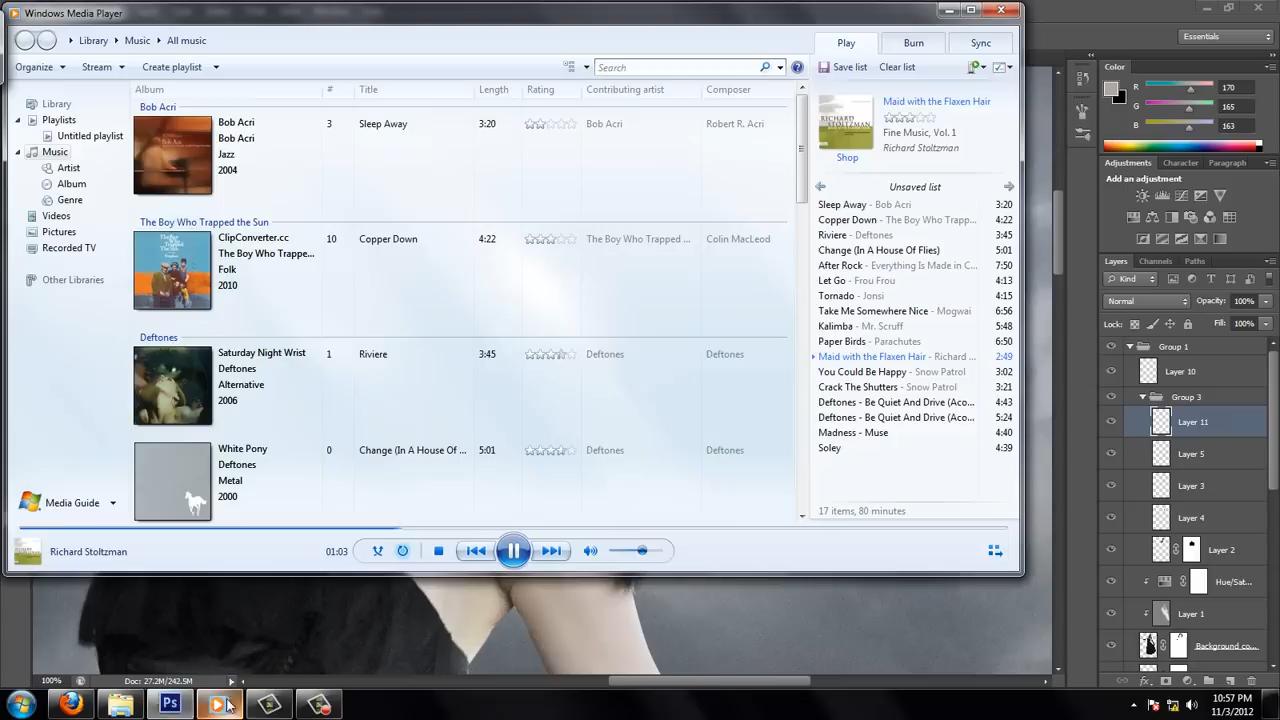 Windows Media Player
Library ▸ Music ▸ All music
Play Burn Sync
Organize Stream Create playlist
Search
Save list Clear list
Album # Title Length Rating Contributing artist Composer
Library
Playlists
Untitled playlist
Music
Artist
Album
Genre
Videos
Pictures
Recorded TV
Other Libraries
Media Guide
Bob Acri
Bob Acri 3 Sleep Away 3:20 Bob Acri Robert R. Acri
Bob Acri
Jazz
2004
The Boy Who Trapped the Sun
ClipConverter.cc 10 Copper Down 4:22 The Boy Who Trapped ... Colin MacLeod
The Boy Who Trappe...
Folk
2010
Deftones
Saturday Night Wrist 1 Riviere 3:45 Deftones Deftones
Deftones
Alternative
2006
White Pony 0 Change (In A House Of ... 5:01 Deftones Deftones
Deftones
Metal
2000
RICHARD
STOLTZMAN
Shop
Maid with the Flaxen Hair
Fine Music, Vol. 1
Richard Stoltzman
Unsaved list
Sleep Away - Bob Acri 3:20
Copper Down - The Boy Who Trapp... 4:22
Riviere - Deftones 3:45
Change (In A House Of Flies) 5:01
After Rock - Everything Is Made in C... 7:50
Let Go - Frou Frou 4:13
Tornado - Jonsi 4:15
Take Me Somewhere Nice - Mogwai 6:56
Kalimba - Mr. Scruff 5:48
Paper Birds - Parachutes 6:50
Maid with the Flaxen Hair - Richard ... 2:49
You Could Be Happy - Snow Patrol 3:02
Crack The Shutters - Snow Patrol 3:21
Deftones - Be Quiet And Drive (Aco... 4:43
Deftones - Be Quiet And Drive (Aco... 5:24
Madness - Muse 4:40
Soley 4:39
17 items, 80 minutes
Richard Stoltzman 01:03
Essentials
Color
R 170
G 165
B 163
Adjustments Character Paragraph
Add an adjustment
Layers Channels Paths
Kind
Normal Opacity: 100%
Lock: Fill: 100%
Group 1
Layer 10
Group 3
Layer 11
Layer 5
Layer 3
Layer 4
Layer 2
Hue/Sat...
Layer 1
Background co...
fx
100% Doc: 27.2M/242.5M
Ps
10:57 PM
11/3/2012